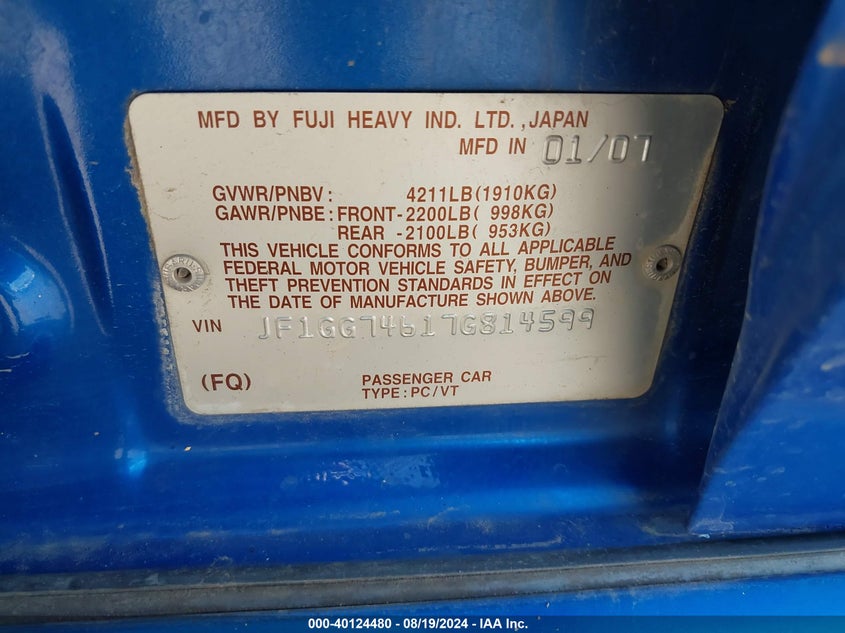 MFD BY FUJI HEAVY IND. LTD., JAPAN
MFD IN 01/07
GVWR/PNBV: 4211LB(1910KG)
GAWR/PNBE: FRONT-2200LB( 998KG)
REAR -2100LB( 953KG)
THIS VEHICLE CONFORMS TO ALL APPLICABLE
FEDERAL MOTOR VEHICLE SAFETY, BUMPER, AND
THEFT PREVENTION STANDARDS IN EFFECT ON
THE DATE OF MANUFACTURE SHOWN ABOVE.
VIN JF1GG74617G814599
(FQ) PASSENGER CAR
TYPE: PC/VT
000-40124480 - 08/19/2024 - IAA Inc.